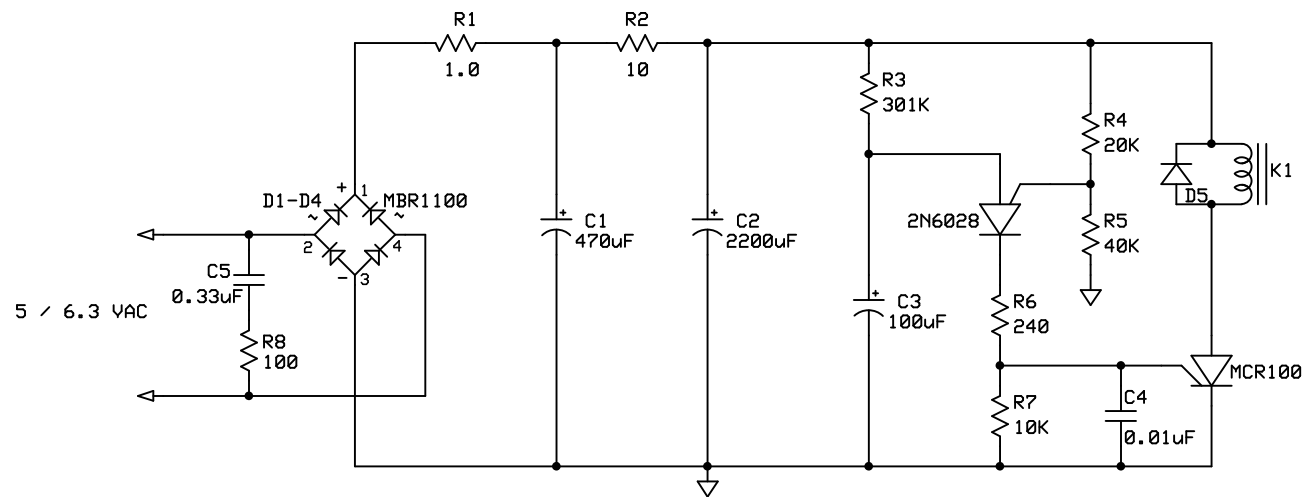 R1
1.0
R2
10
R3
301K
R4
20K
K1
D5
D1-D4
+
1
MBR1100
~
~
2
4
-
3
2N6028
R5
40K
+
C1
470uF
+
C2
2200uF
C5
0.33uF
5 / 6.3 VAC
+
C3
100uF
R6
240
R8
100
MCR100
R7
10K
C4
0.01uF